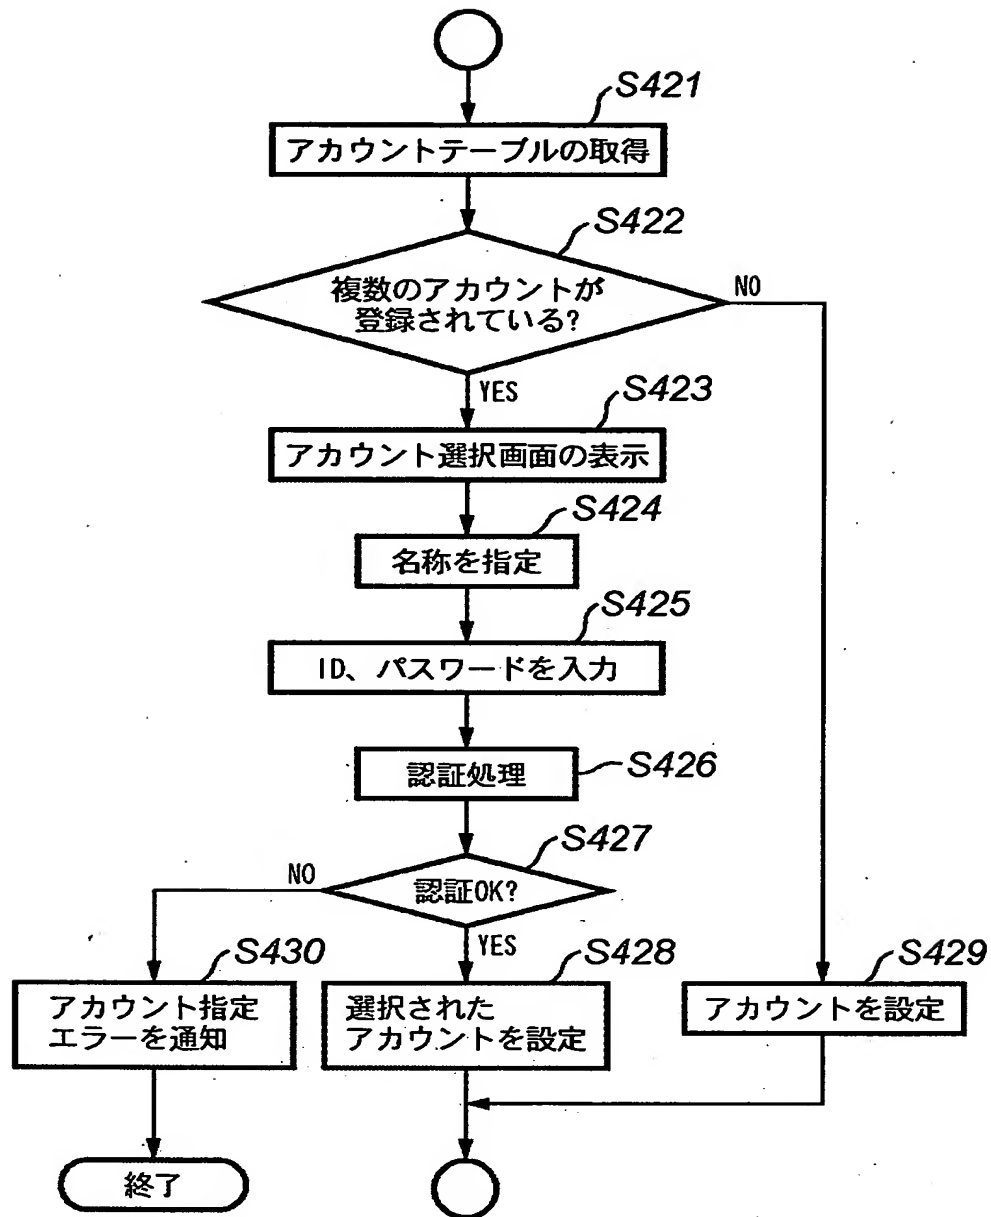 S421
アカウントテーブルの取得
S422
複数のアカウントが
登録されている?
NO
YES
S423
アカウント選択画面の表示
S424
名称を指定
S425
ID、パスワードを入力
認証処理
S426
S427
認証OK?
NO
YES
S430
アカウント指定
エラーを通知
S428
選択された
アカウントを設定
S429
アカウントを設定
終了